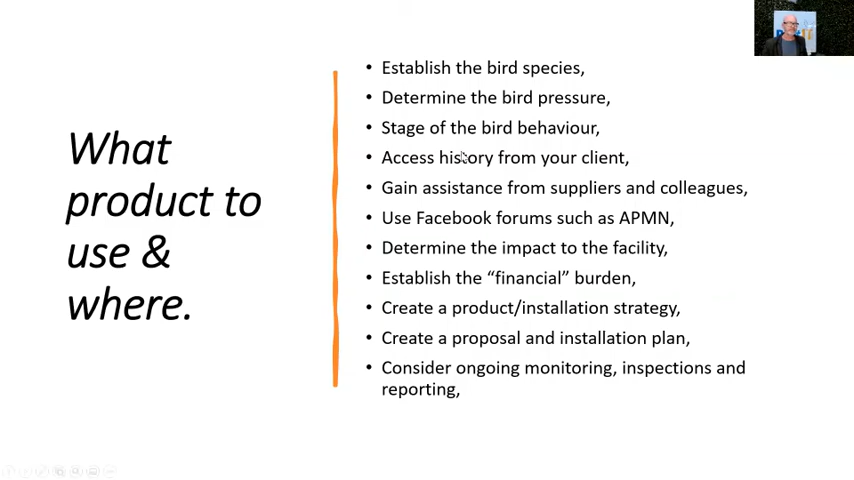 What
product to
use &
where.
• Establish the bird species,
• Determine the bird pressure,
• Stage of the bird behaviour,
• Access history from your client,
• Gain assistance from suppliers and colleagues,
• Use Facebook forums such as APMN,
• Determine the impact to the facility,
• Establish the “financial” burden,
• Create a product/installation strategy,
• Create a proposal and installation plan,
• Consider ongoing monitoring, inspections and
reporting,